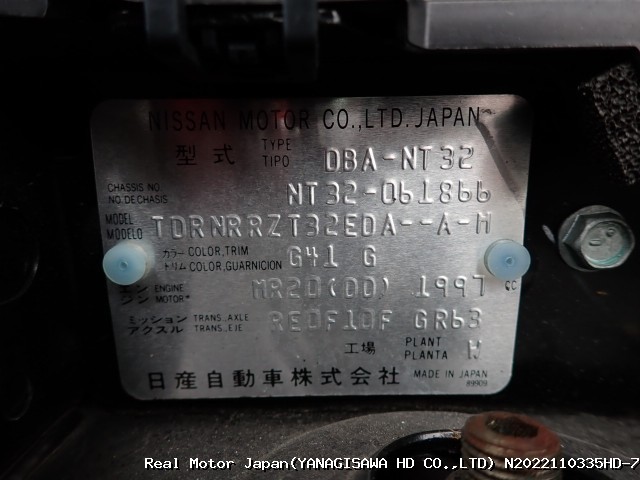 NISSAN MOTOR CO.,LTD. JAPAN
型式 TYPE TIPO DBA-NT32
CHASSIS NO. NO. DE CHASIS NT32-061866
MODEL MODELO TDRNRRZT32EDA--A-M
カラー COLOR, TRIM トリム COLOR, GUARNICION G41 G
ENGINE MOTOR* MR20(DD) 1997 CC
ミッション TRANS. AXLE アクスル TRANS. EJE RE0F10F GR63
工場 PLANT PLANTA W
日産自動車株式会社 MADE IN JAPAN
89909
Real Motor Japan(YANAGISAWA HD CO.,LTD) N2022110335HD-7